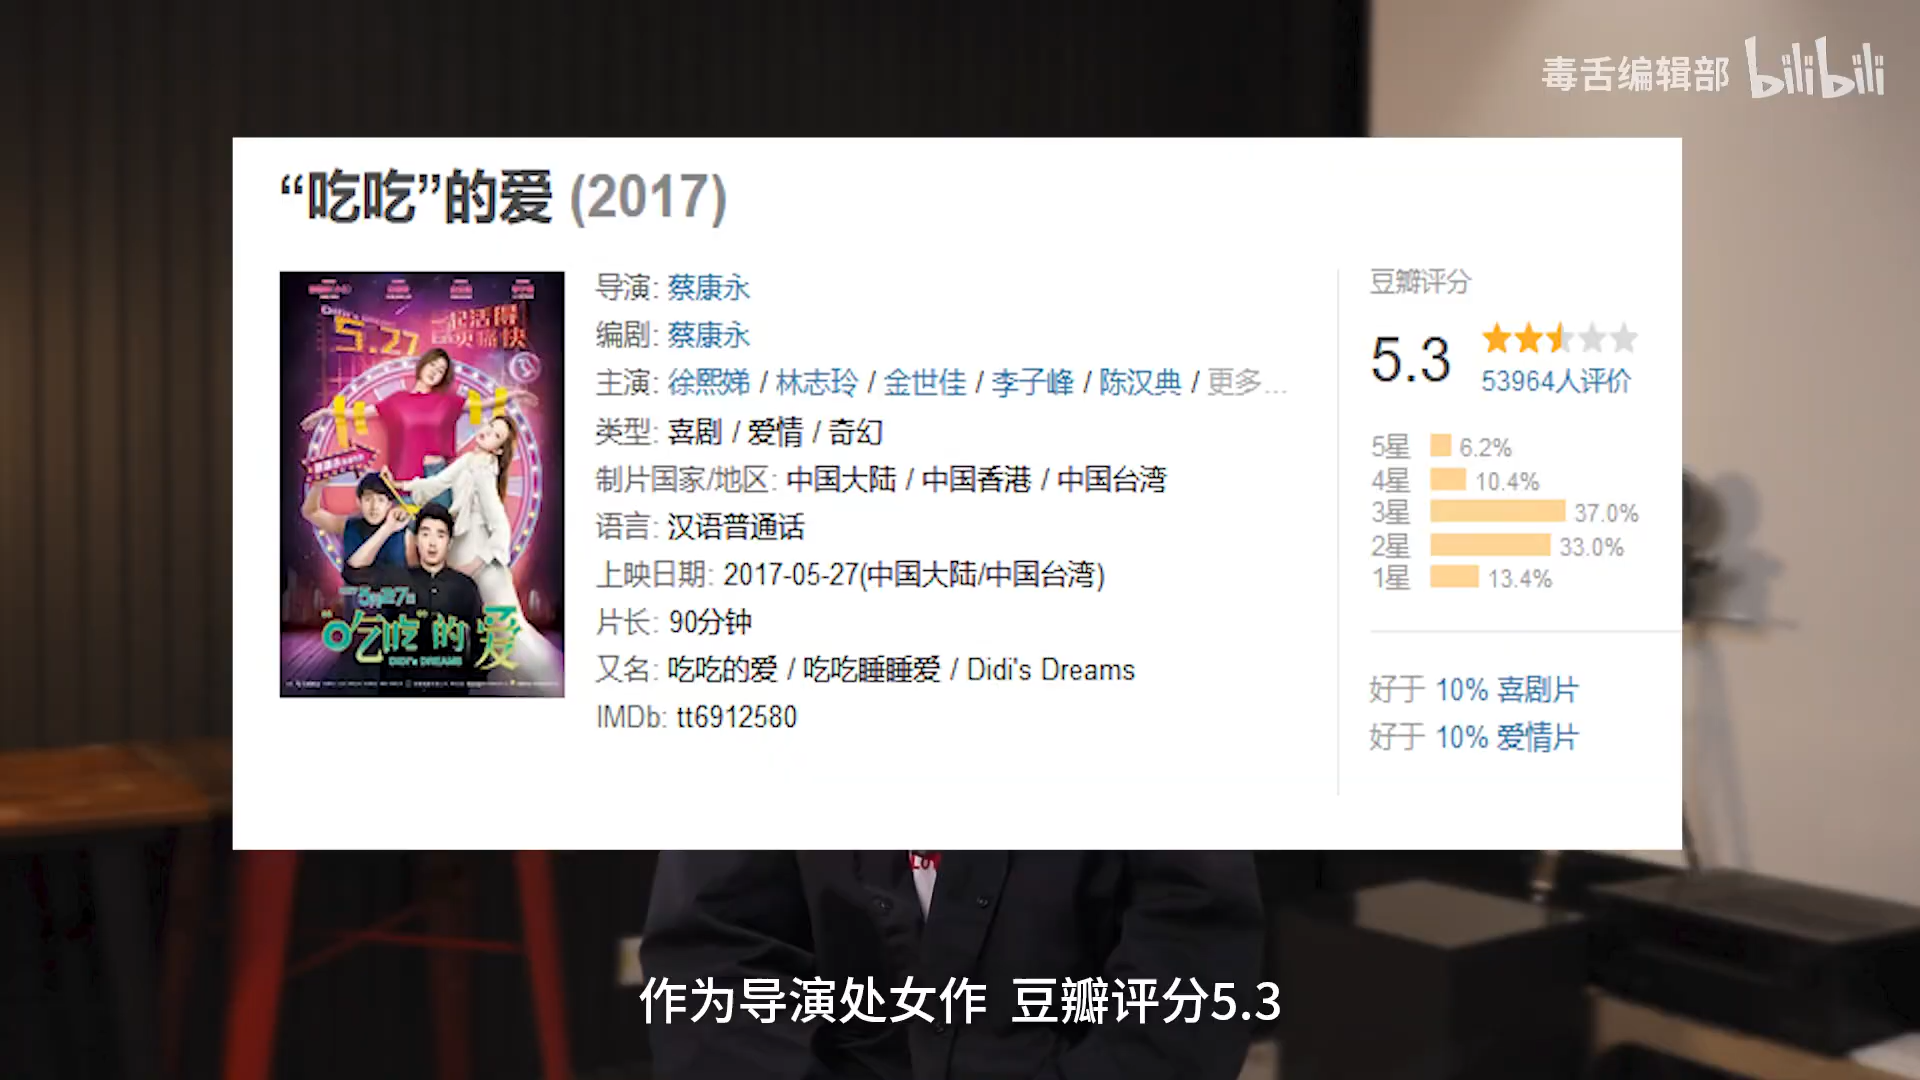 毒舌编辑部 bilibili
“吃吃”的爱 (2017)
导演: 蔡康永
编剧: 蔡康永
主演: 徐熙娣 / 林志玲 / 金世佳 / 李子峰 / 陈汉典 / 更多...
类型: 喜剧 / 爱情 / 奇幻
制片国家/地区: 中国大陆 / 中国香港 / 中国台湾
语言: 汉语普通话
上映日期: 2017-05-27(中国大陆/中国台湾)
片长: 90分钟
又名: 吃吃的爱 / 吃吃睡睡爱 / Didi's Dreams
IMDb: tt6912580
豆瓣评分
5.3
53964人评价
5星 6.2%
4星 10.4%
3星 37.0%
2星 33.0%
1星 13.4%
好于 10% 喜剧片
好于 10% 爱情片
5.27
“吃吃”的爱
DIDI's DREAMS
作为导演处女作 豆瓣评分5.3